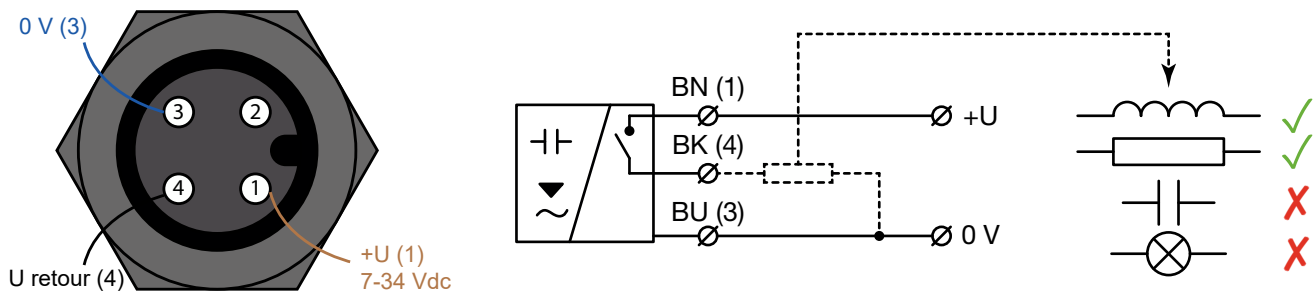 0 V (3)
3
2
4
1
U retour (4)
+U (1)
7-34 Vdc
BN (1)
+U
BK (4)
BU (3)
0 V